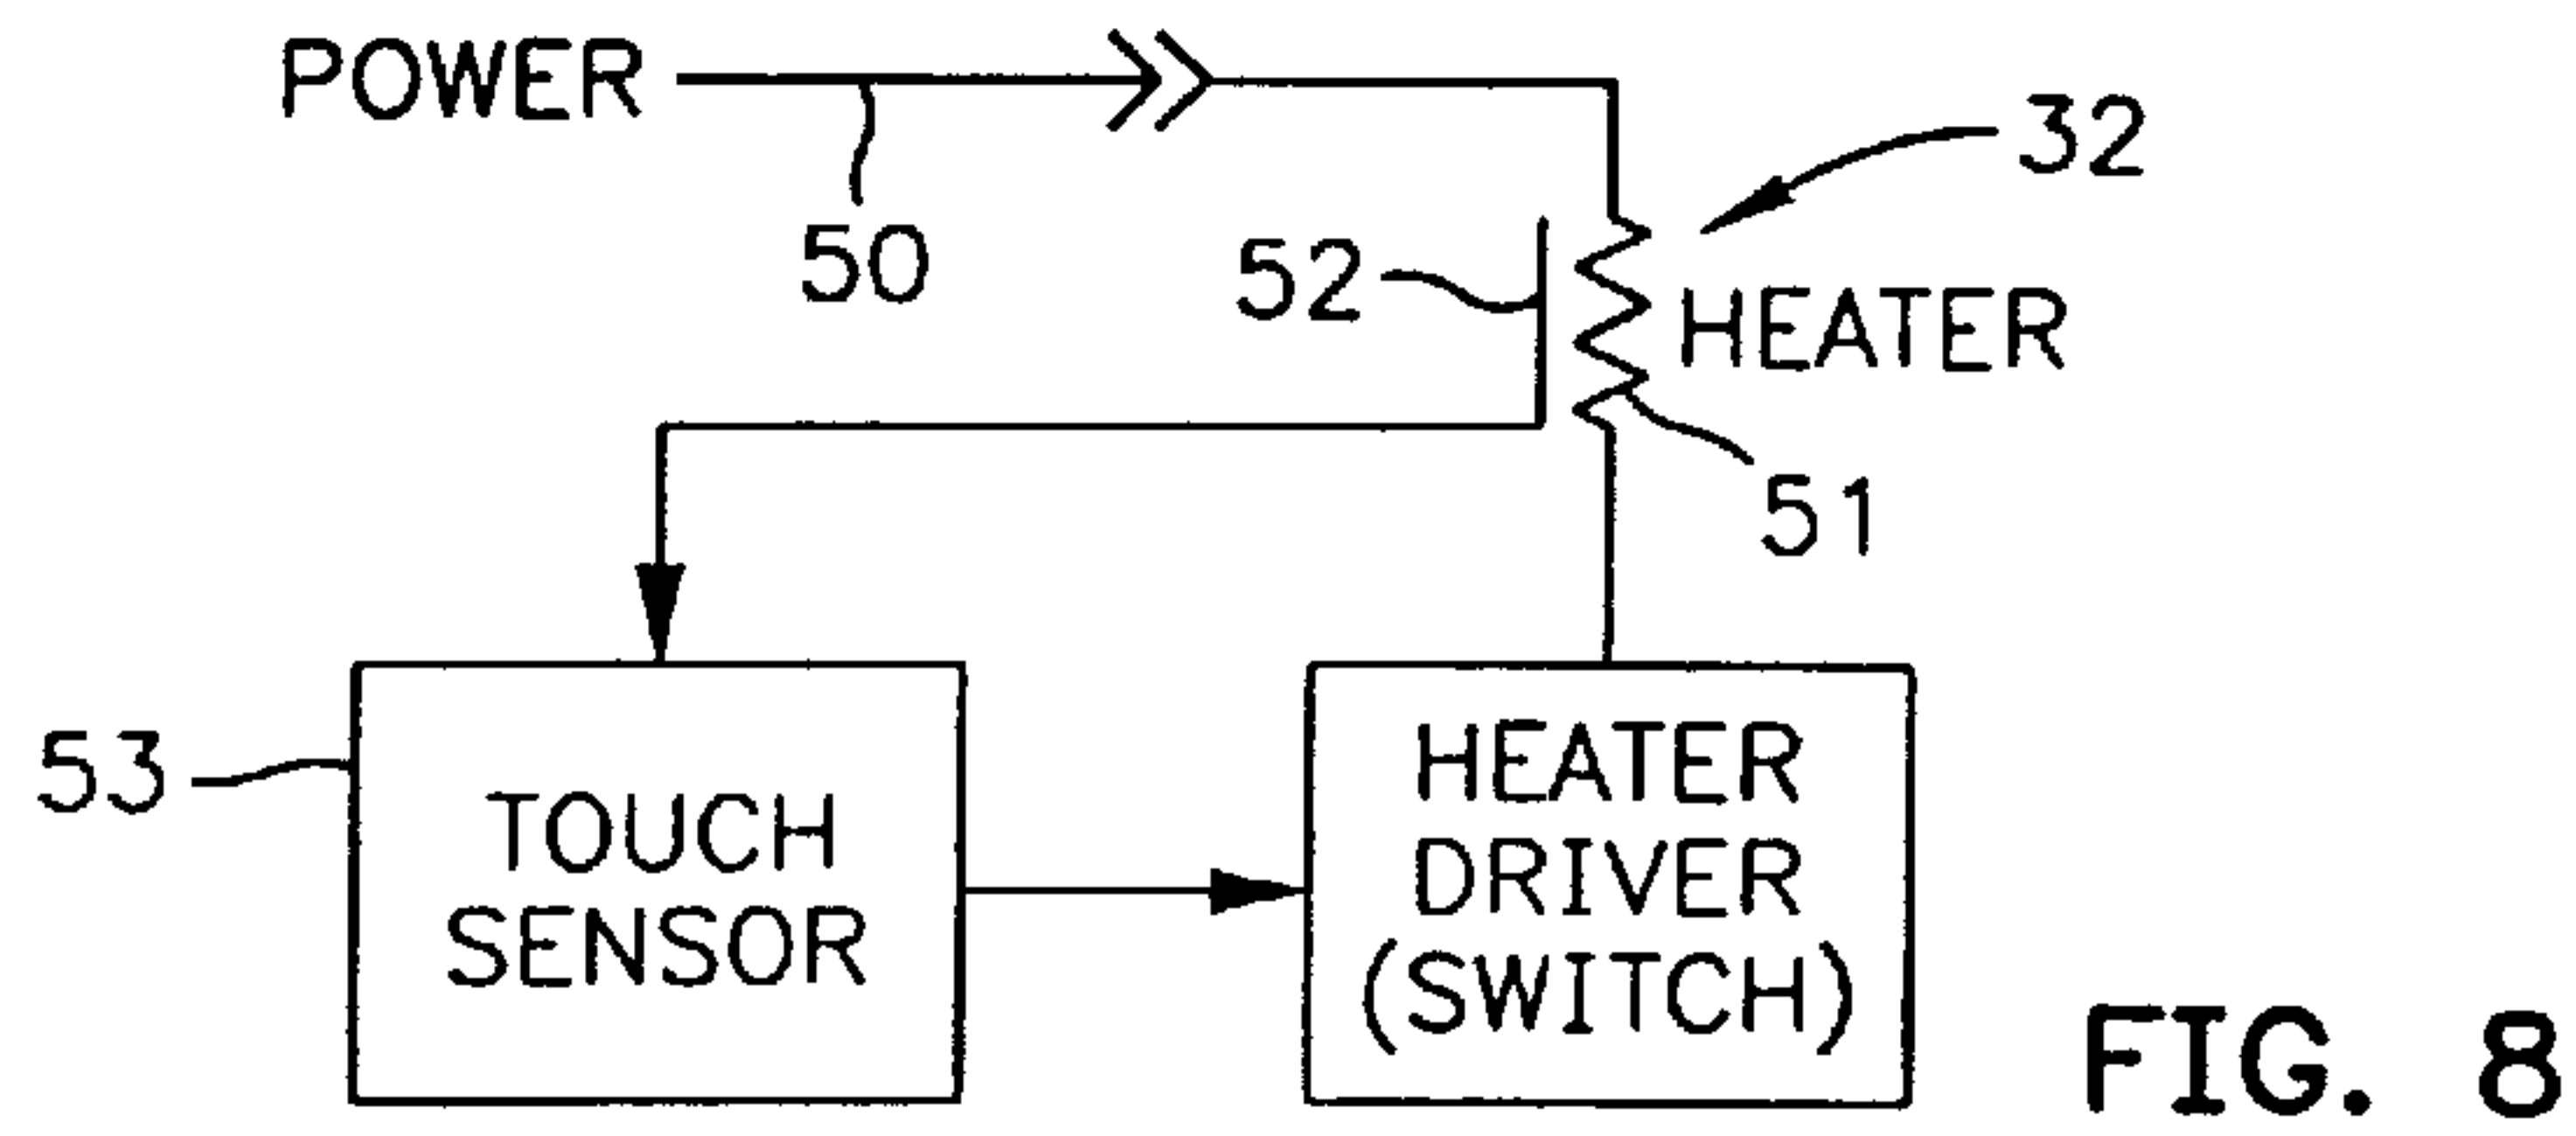 POWER
50
32
52
HEATER
51
53
TOUCH
SENSOR
HEATER
DRIVER
(SWITCH)
FIG. 8